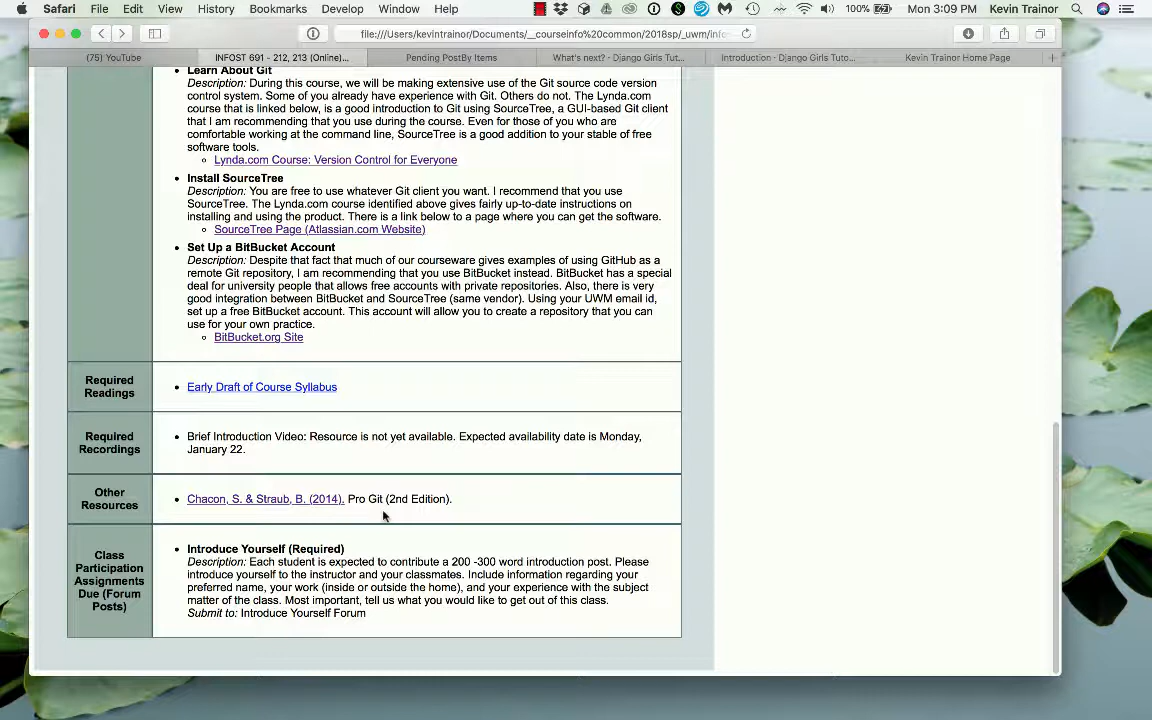 Safari File Edit View History Bookmarks Develop Window Help 100% Mon 3:09 PM Kevin Trainor
file:///Users/kevintrainor/Documents/__courseinfo%20common/2018sp/_uwm/info
(75) YouTube INFOST 691 - 212, 213 (Online)... Pending PostBy Items What's next? - Django Girls Tut... Introduction - Django Girls Tuto... Kevin Trainor Home Page
• Learn About Git
Description: During this course, we will be making extensive use of the Git source code version
control system. Some of you already have experience with Git. Others do not. The Lynda.com
course that is linked below, is a good introduction to Git using SourceTree, a GUI-based Git client
that I am recommending that you use during the course. Even for those of you who are
comfortable working at the command line, SourceTree is a good addition to your stable of free
software tools.
Lynda.com Course: Version Control for Everyone
• Install SourceTree
Description: You are free to use whatever Git client you want. I recommend that you use
SourceTree. The Lynda.com course identified above gives fairly up-to-date instructions on
installing and using the product. There is a link below to a page where you can get the software.
SourceTree Page (Atlassian.com Website)
• Set Up a BitBucket Account
Description: Despite that fact that much of our courseware gives examples of using GitHub as a
remote Git repository, I am recommending that you use BitBucket instead. BitBucket has a special
deal for university people that allows free accounts with private repositories. Also, there is very
good integration between BitBucket and SourceTree (same vendor). Using your UWM email id,
set up a free BitBucket account. This account will allow you to create a repository that you can
use for your own practice.
BitBucket.org Site
Required
Readings
• Early Draft of Course Syllabus
Required
Recordings
• Brief Introduction Video: Resource is not yet available. Expected availability date is Monday,
January 22.
Other
Resources
• Chacon, S. & Straub, B. (2014). Pro Git (2nd Edition).
Class
Participation
Assignments
Due (Forum
Posts)
• Introduce Yourself (Required)
Description: Each student is expected to contribute a 200 -300 word introduction post. Please
introduce yourself to the instructor and your classmates. Include information regarding your
preferred name, your work (inside or outside the home), and your experience with the subject
matter of the class. Most important, tell us what you would like to get out of this class.
Submit to: Introduce Yourself Forum